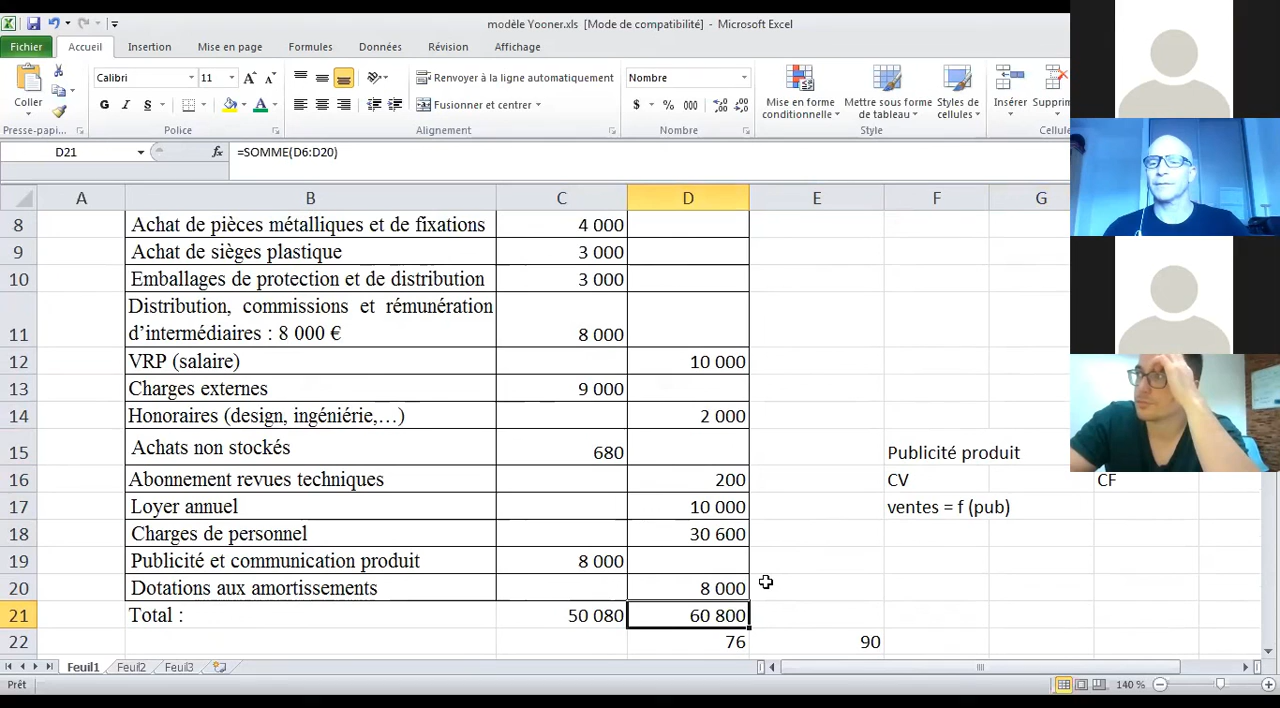 modèle Yooner.xls [Mode de compatibilité] - Microsoft Excel
Fichier Accueil Insertion Mise en page Formules Données Révision Affichage
Coller
Presse-papi...
Calibri 11 A A
G I S A
Police
Renvoyer à la ligne automatiquement
Fusionner et centrer
Alignement
Nombre
$ % 000
Nombre
Mise en forme conditionnelle
Mettre sous forme de tableau
Styles de cellules
Style
Insérer
Supprim
Cellule
D21 fx =SOMME(D6:D20)
A B C D E F G
8 Achat de pièces métalliques et de fixations 4 000
9 Achat de sièges plastique 3 000
10 Emballages de protection et de distribution 3 000
11 Distribution, commissions et rémunération
d’intermédiaires : 8 000 € 8 000
12 VRP (salaire) 10 000
13 Charges externes 9 000
14 Honoraires (design, ingéniérie,…) 2 000
15 Achats non stockés 680 Publicité produit
16 Abonnement revues techniques 200 CV CF
17 Loyer annuel 10 000 ventes = f (pub)
18 Charges de personnel 30 600
19 Publicité et communication produit 8 000
20 Dotations aux amortissements 8 000
21 Total : 50 080 60 800
22 76 90
Feuil1 Feuil2 Feuil3
Prêt 140 %